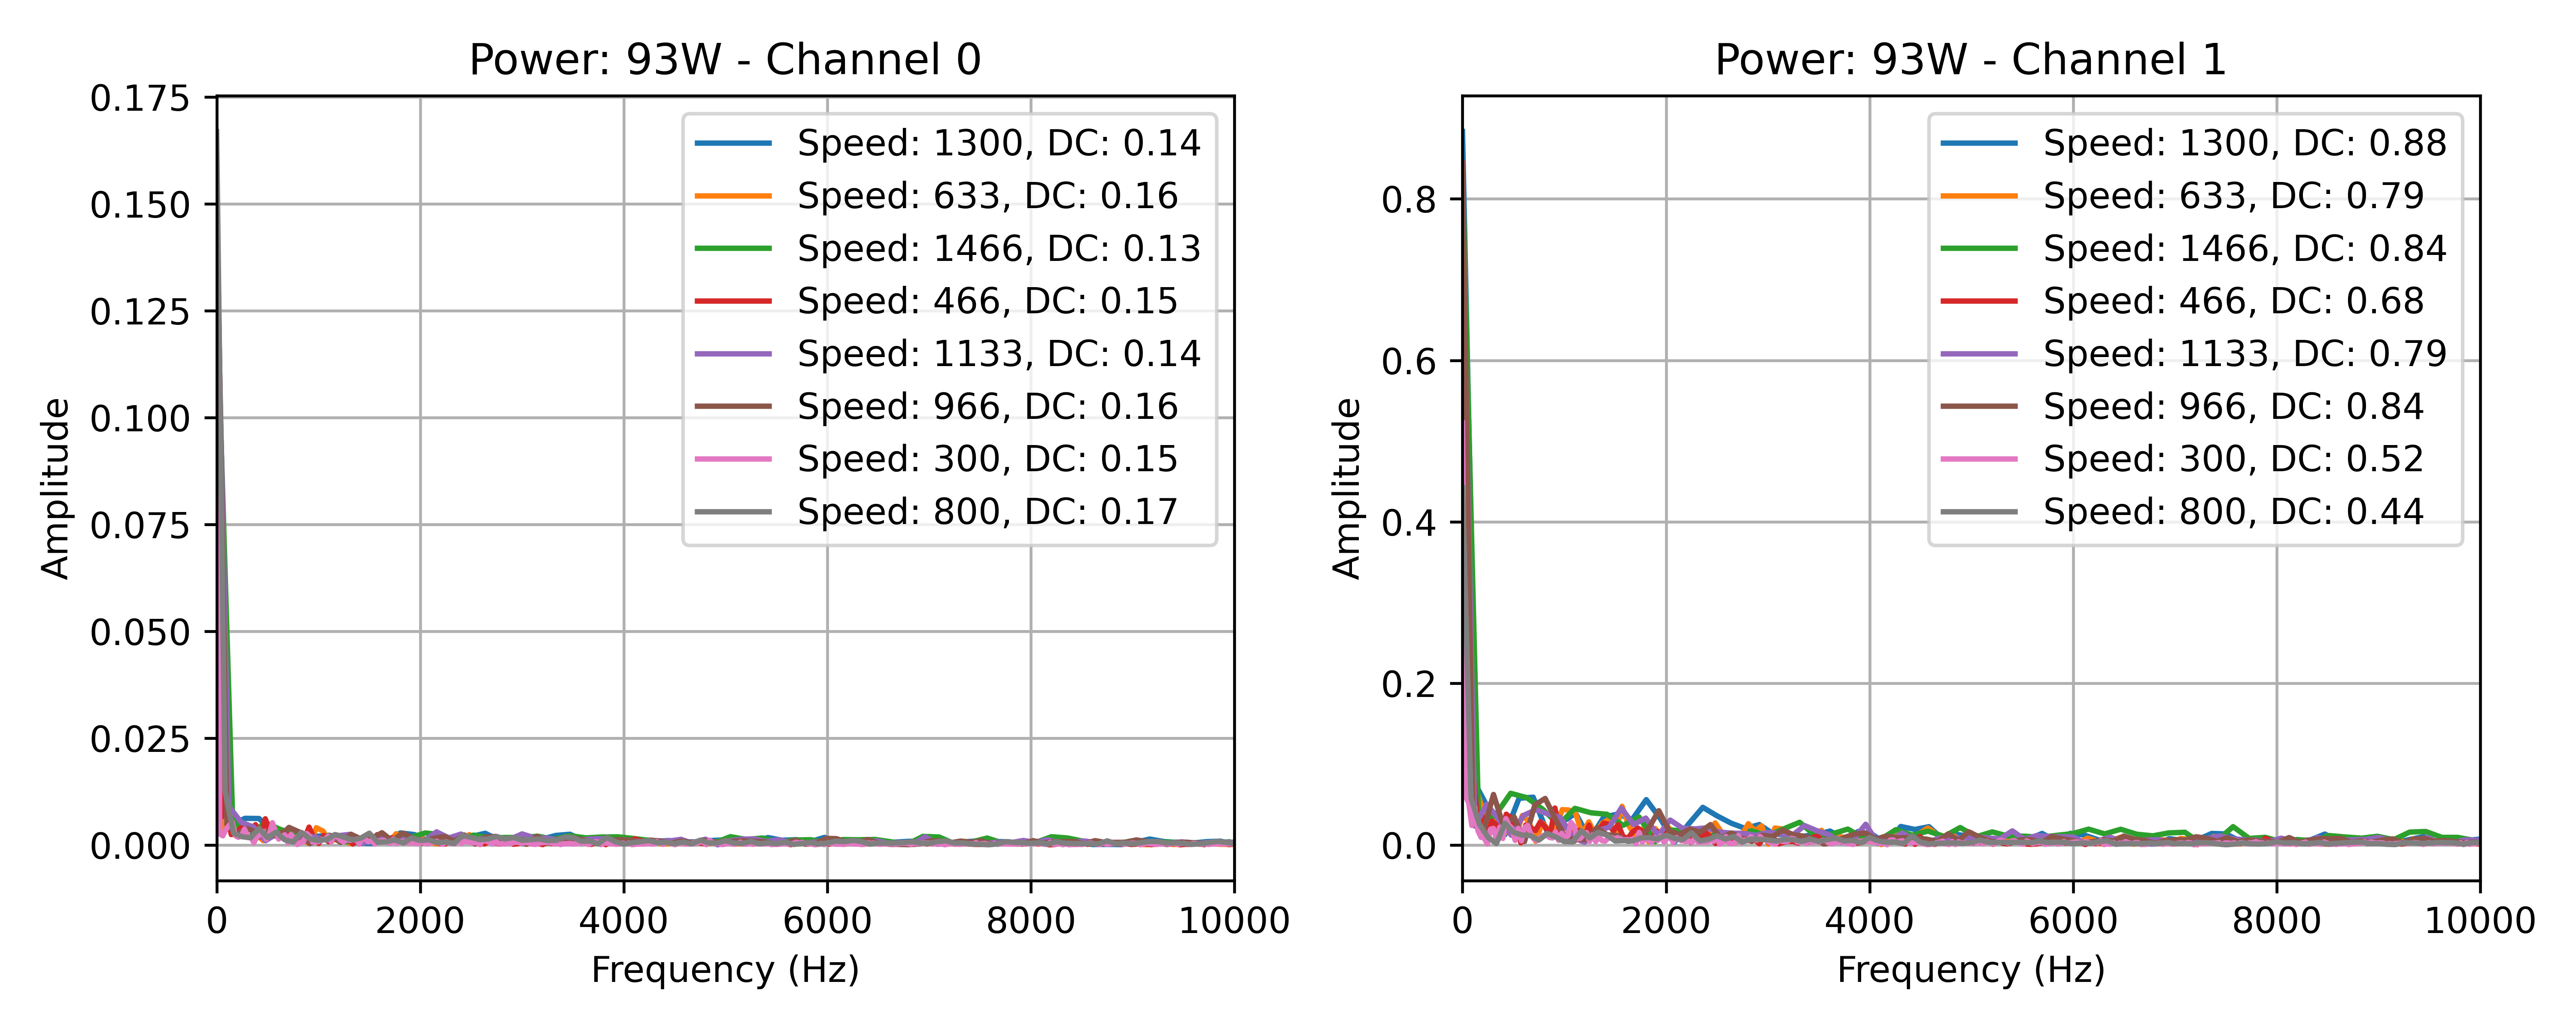 Power: 93W - Channel 0
0.175
0.150
0.125
0.100
0.075
0.050
0.025
0.000
Amplitude
Speed: 1300, DC: 0.14
Speed: 633, DC: 0.16
Speed: 1466, DC: 0.13
Speed: 466, DC: 0.15
Speed: 1133, DC: 0.14
Speed: 966, DC: 0.16
Speed: 300, DC: 0.15
Speed: 800, DC: 0.17
0 2000 4000 6000 8000 10000
Frequency (Hz)
Power: 93W - Channel 1
0.8
0.6
0.4
0.2
0.0
Amplitude
Speed: 1300, DC: 0.88
Speed: 633, DC: 0.79
Speed: 1466, DC: 0.84
Speed: 466, DC: 0.68
Speed: 1133, DC: 0.79
Speed: 966, DC: 0.84
Speed: 300, DC: 0.52
Speed: 800, DC: 0.44
0 2000 4000 6000 8000 10000
Frequency (Hz)